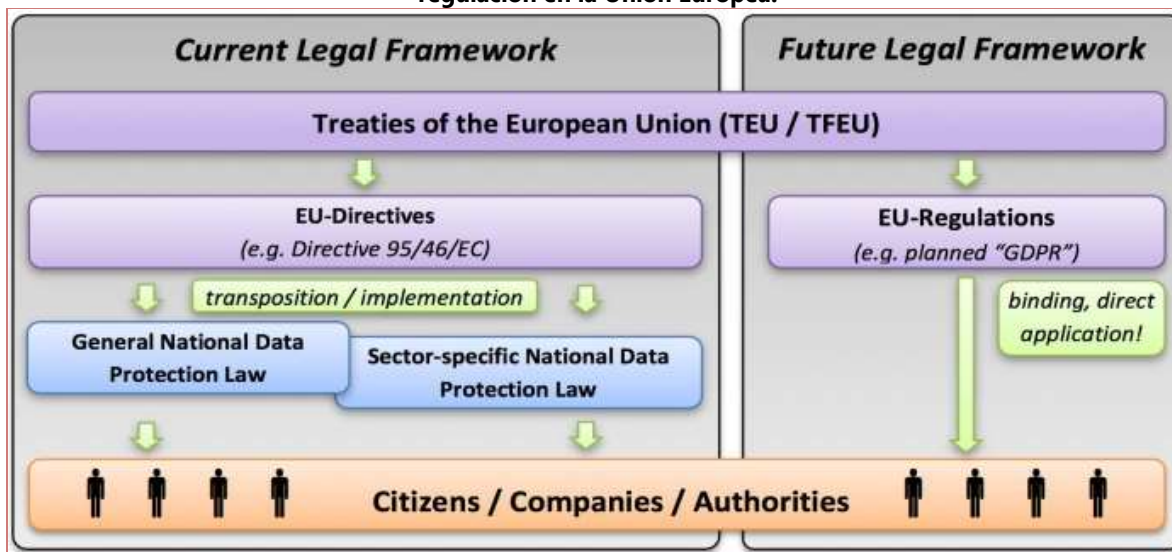 regulación en la Unión Europea.
Current Legal Framework
Future Legal Framework
Treaties of the European Union (TEU / TFEU)
EU-Directives
(e.g. Directive 95/46/EC)
EU-Regulations
(e.g. planned “GDPR”)
transposition / implementation
binding, direct
application!
General National Data
Protection Law
Sector-specific National Data
Protection Law
Citizens / Companies / Authorities